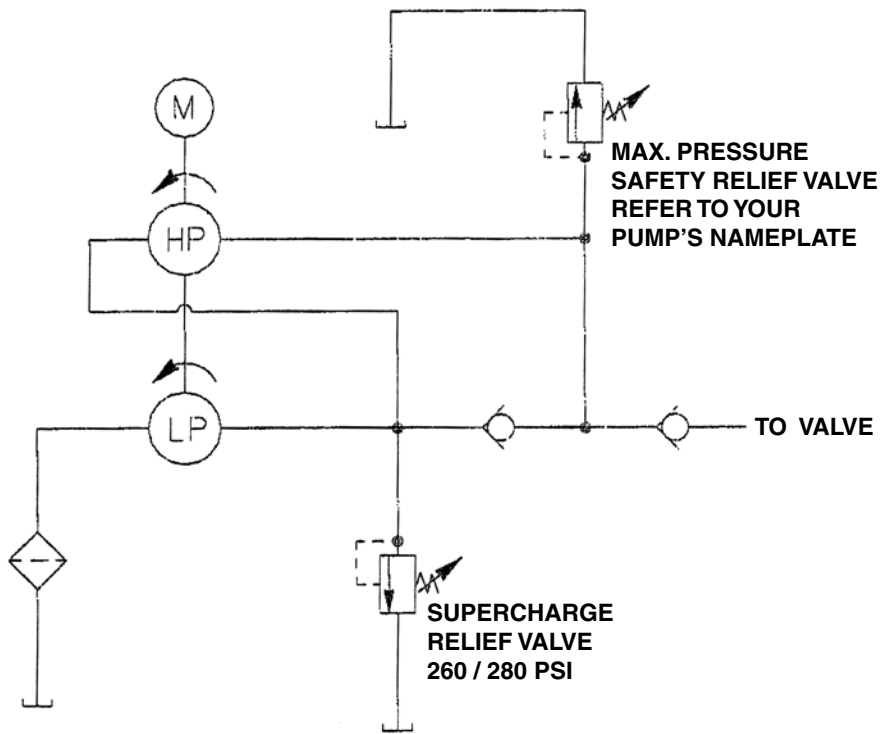 M
MAX. PRESSURE
SAFETY RELIEF VALVE
REFER TO YOUR
PUMP'S NAMEPLATE
HP
LP
TO VALVE
SUPERCHARGE
RELIEF VALVE
260 / 280 PSI